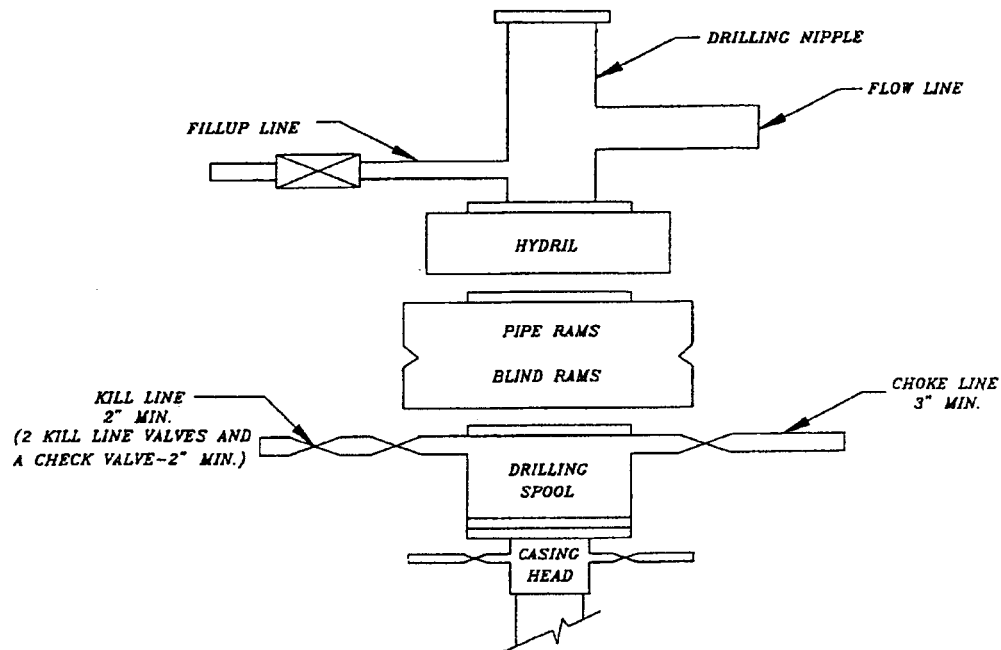 DRILLING NIPPLE
FLOW LINE
FILLUP LINE
HYDRIL
PIPE RAMS
BLIND RAMS
KILL LINE
2" MIN.
(2 KILL LINE VALVES AND
A CHECK VALVE-2" MIN.)
CHOKE LINE
3" MIN.
DRILLING
SPOOL
CASING
HEAD